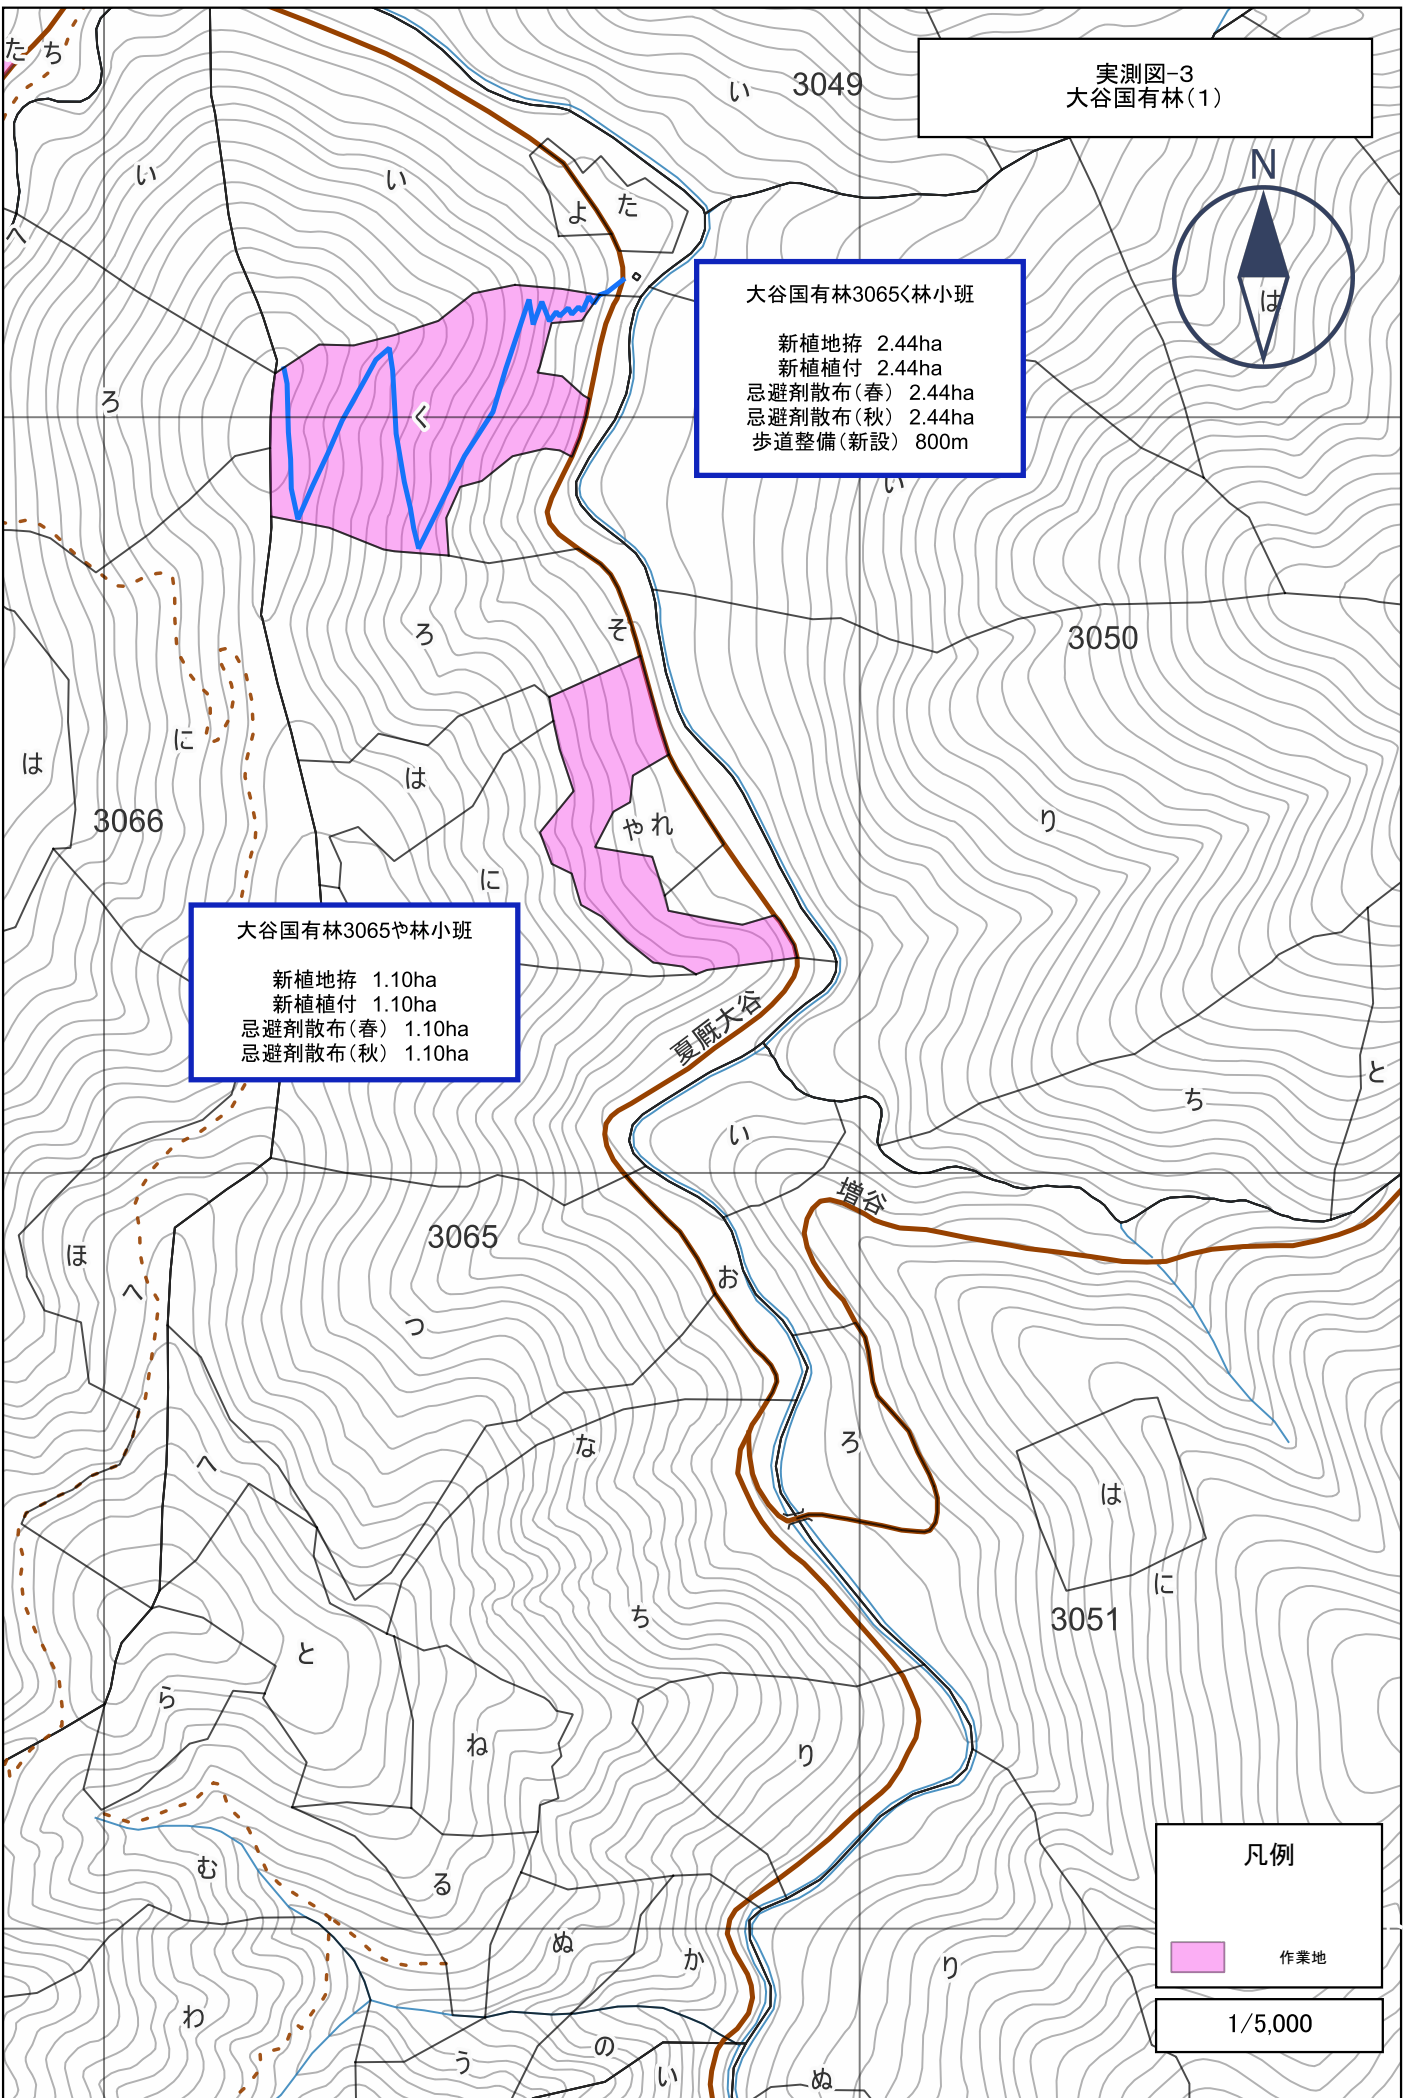 実測図-3
大谷国有林(1)
た
ち
い
3049
N
い
い
よ
た
へ
は
大谷国有林3065く林小班
新植地拵 2.44ha
新植植付 2.44ha
忌避剤散布(春) 2.44ha
忌避剤散布(秋) 2.44ha
歩道整備(新設) 800m
ろ
く
い
ろ
そ
3050
に
は
は
3066
やれ
り
に
大谷国有林3065や林小班
新植地拵 1.10ha
新植植付 1.10ha
忌避剤散布(春) 1.10ha
忌避剤散布(秋) 1.10ha
夏厩大谷
と
ち
い
増谷
3065
ほ
お
へ
つ
な
ろ
へ
は
に
ち
3051
と
ら
ね
り
凡例
作業地
む
る
ぬ
か
り
わ
1/5,000
う
の
い
ぬ